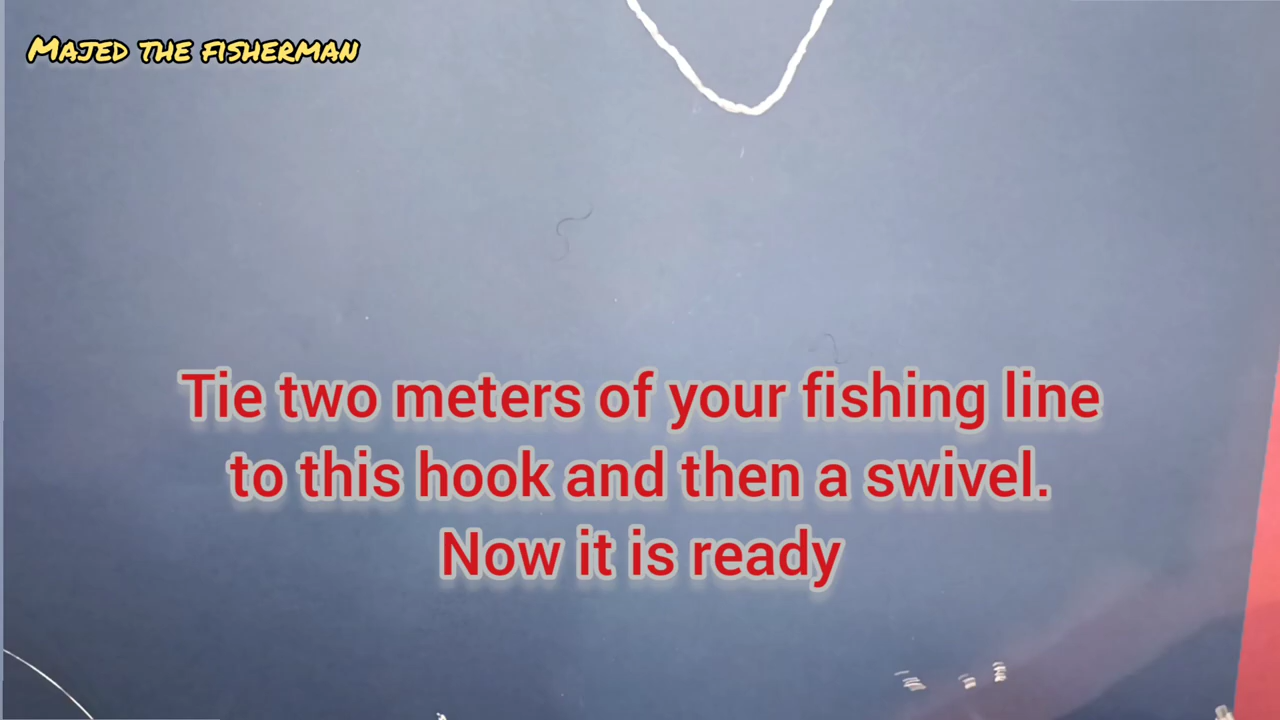 Majed the fisherman
Tie two meters of your fishing line
to this hook and then a swivel.
Now it is ready